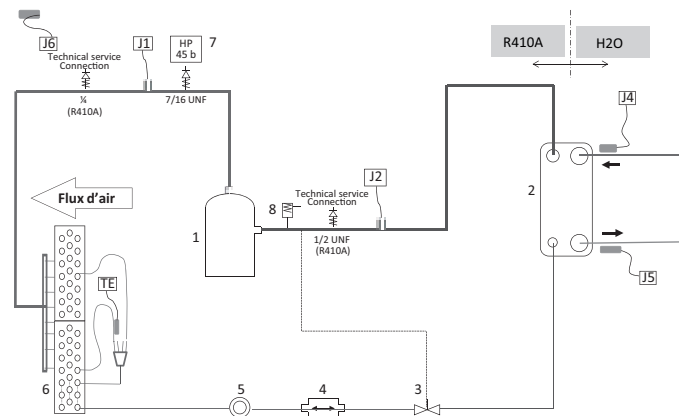 J6
J1
HP
45 b
7
Technical service
Connection
¼
(R410A)
7/16 UNF
R410A
H2O
J4
Flux d'air
1
8
Technical service
Connection
J2
1/2 UNF
(R410A)
2
J5
TE
6
5
4
3